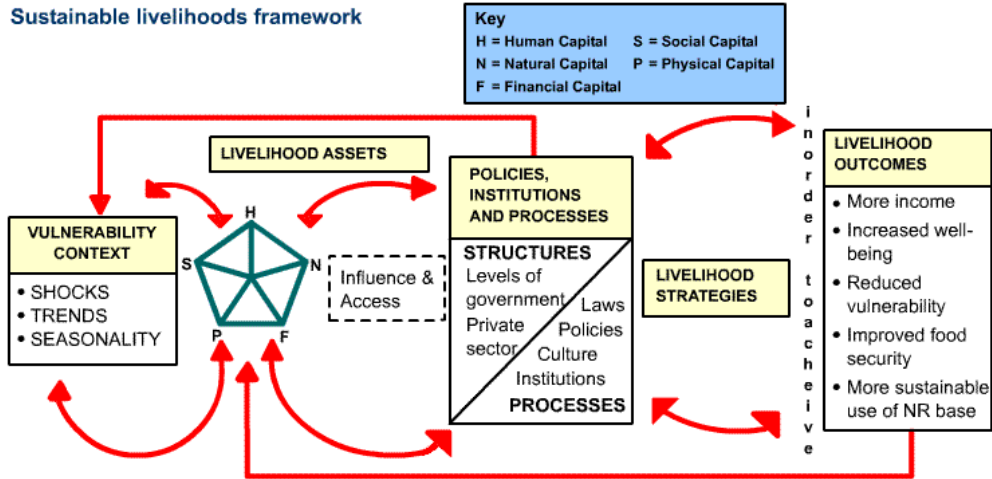 Sustainable livelihoods framework
Key
H = Human Capital
S = Social Capital
N = Natural Capital
P = Physical Capital
F = Financial Capital
LIVELIHOOD ASSETS
VULNERABILITY
CONTEXT
• SHOCKS
• TRENDS
• SEASONALITY
H
S
N
P
F
Influence &
Access
POLICIES,
INSTITUTIONS
AND PROCESSES
STRUCTURES
Levels of
government
Private
sector
Laws
Policies
Culture
Institutions
PROCESSES
LIVELIHOOD
STRATEGIES
inorder toacheive
LIVELIHOOD
OUTCOMES
• More income
• Increased well-
being
• Reduced
vulnerability
• Improved food
security
• More sustainable
use of NR base